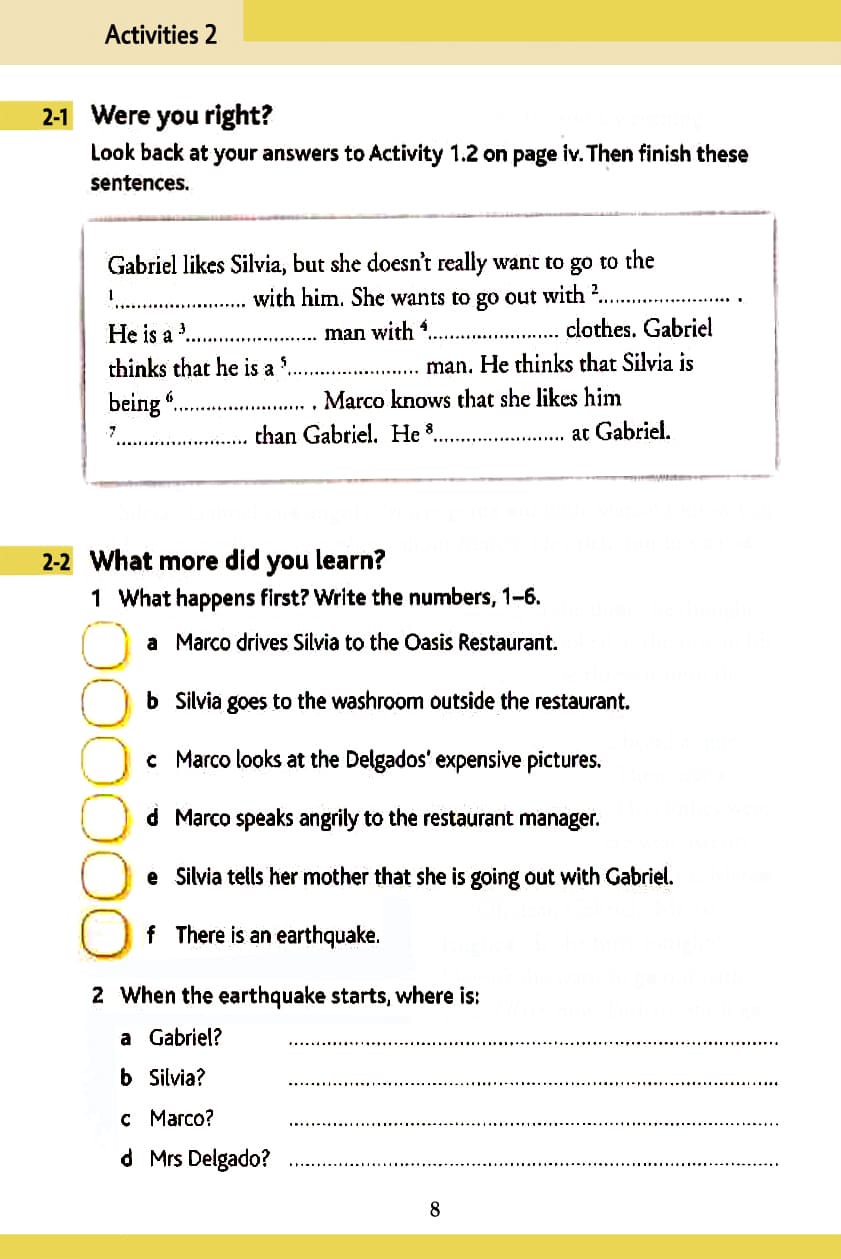 Activities 2
2-1 Were you right?
Look back at your answers to Activity 1.2 on page iv. Then finish these
sentences.
Gabriel likes Silvia, but she doesn't really want to go to the
1....................... with him. She wants to go out with 2....................... .
He is a 3....................... man with 4....................... clothes. Gabriel
thinks that he is a 5....................... man. He thinks that Silvia is
being 6....................... . Marco knows that she likes him
7....................... than Gabriel. He 8....................... at Gabriel.
2-2 What more did you learn?
1 What happens first? Write the numbers, 1–6.
a Marco drives Silvia to the Oasis Restaurant.
b Silvia goes to the washroom outside the restaurant.
c Marco looks at the Delgados' expensive pictures.
d Marco speaks angrily to the restaurant manager.
e Silvia tells her mother that she is going out with Gabriel.
f There is an earthquake.
2 When the earthquake starts, where is:
a Gabriel? ..........................................................................
b Silvia? ..........................................................................
c Marco? ..........................................................................
d Mrs Delgado? ..........................................................................
8